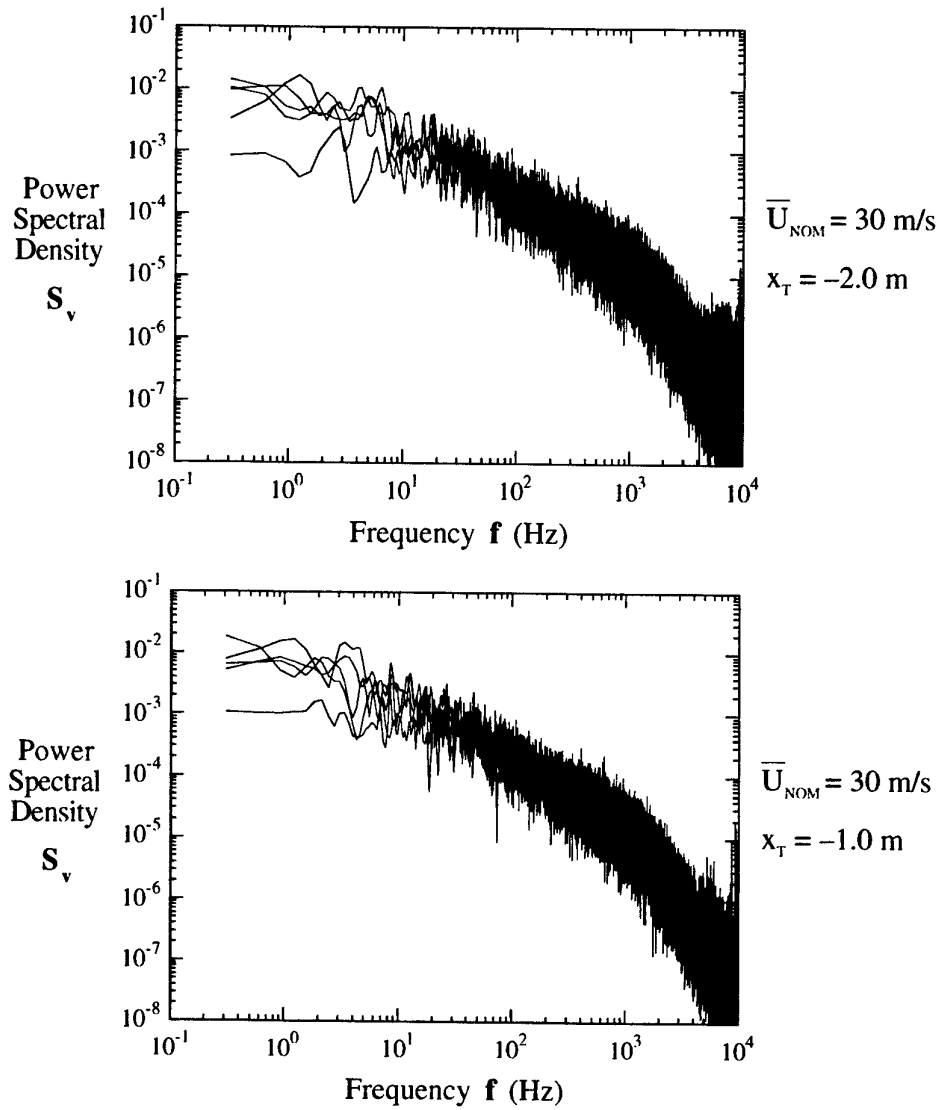 10⁻¹
10⁻²
10⁻³
10⁻⁴
10⁻⁵
10⁻⁶
10⁻⁷
10⁻⁸
Power
Spectral
Density
S_v
10⁻¹ 10⁰ 10¹ 10² 10³ 10⁴
Frequency f (Hz)
U̅_NOM = 30 m/s
x_T = −2.0 m
10⁻¹
10⁻²
10⁻³
10⁻⁴
10⁻⁵
10⁻⁶
10⁻⁷
10⁻⁸
Power
Spectral
Density
S_v
10⁻¹ 10⁰ 10¹ 10² 10³ 10⁴
Frequency f (Hz)
U̅_NOM = 30 m/s
x_T = −1.0 m